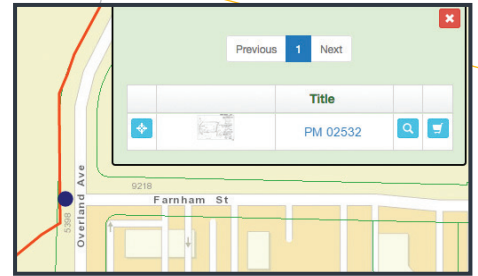 Previous 1 Next
Title
PM 02532
9218
Farnham St
Overland Ave
5398